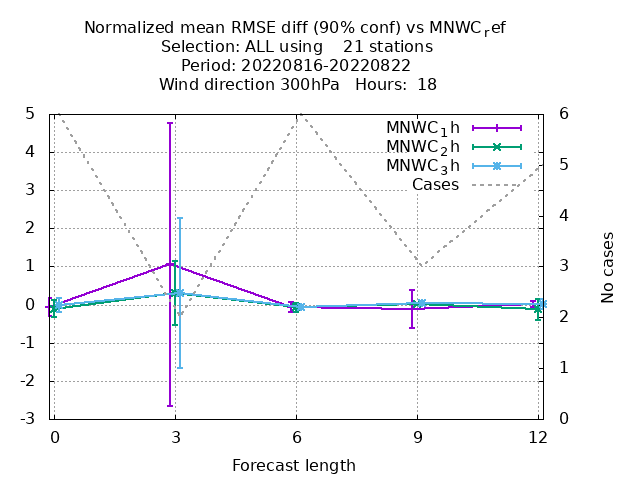 Normalized mean RMSE diff (90% conf) vs MNWC_ref
Selection: ALL using    21 stations
Period: 20220816-20220822
Wind direction 300hPa   Hours:  18
MNWC_1h
MNWC_2h
MNWC_3h
Cases
5
4
3
2
1
0
-1
-2
-3
6
5
4
3
2
1
0
No cases
0 3 6 9 12
Forecast length